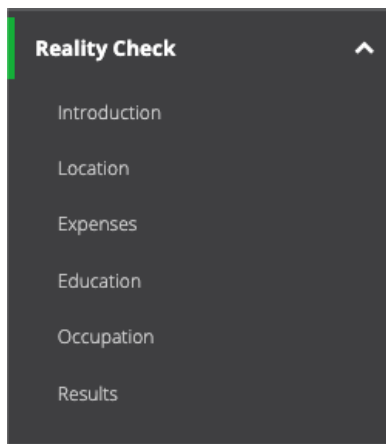 Reality Check
Introduction
Location
Expenses
Education
Occupation
Results